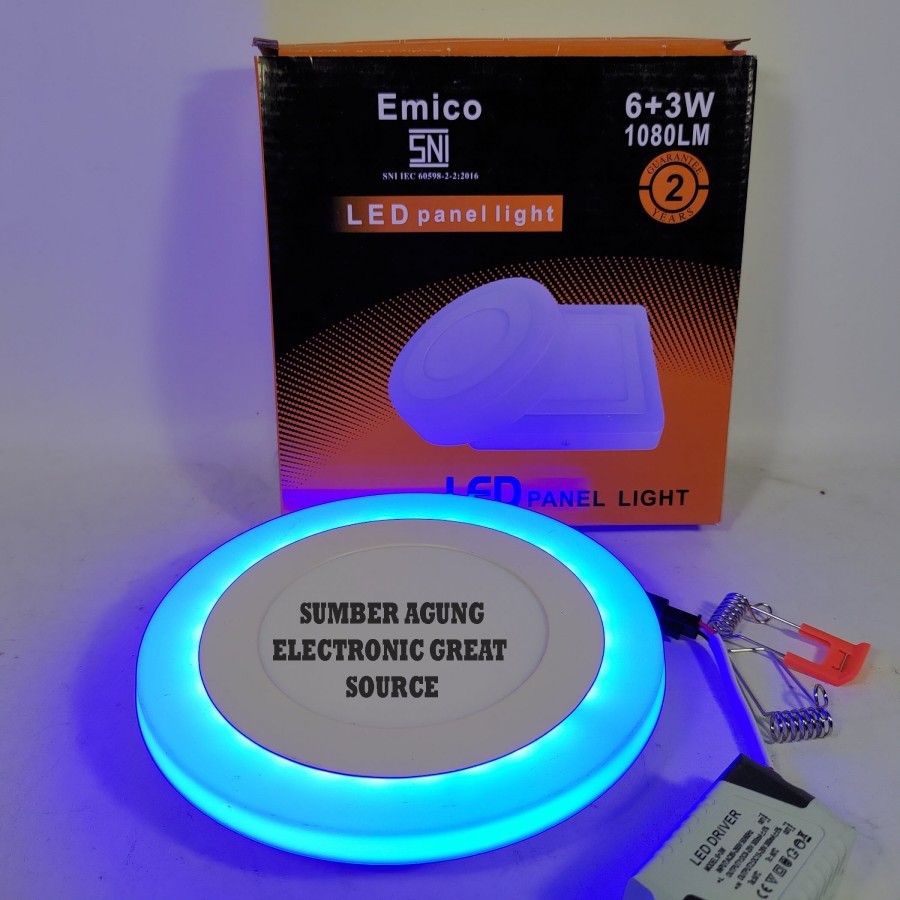 Emico
SNI
SNI IEC 60598-2-2:2016
LED panel light
6+3W
1080LM
GUARANTEE
2
YEARS
LED PANEL LIGHT
SUMBER AGUNG
ELECTRONIC GREAT
SOURCE
LED DRIVER